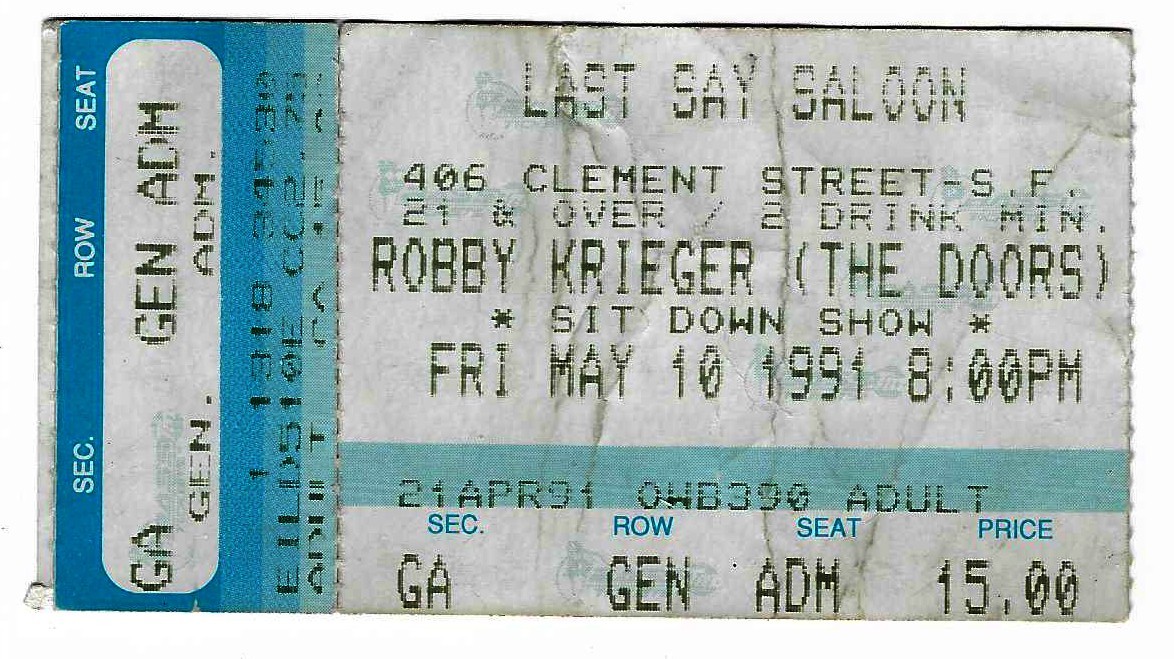 LAST SAY SALOON
406 CLEMENT STREET-S.F.
21 & OVER / 2 DRINK MIN.
ROBBY KRIEGER (THE DOORS)
* SIT DOWN SHOW *
FRI MAY 10 1991 8:00PM
21APR91 OWB390 ADULT
SEC. ROW SEAT PRICE
GA GEN ADM 15.00
SEC. ROW SEAT
GA GEN ADM
GEN. ADM.